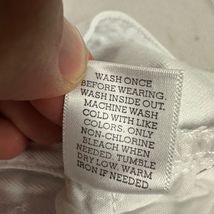 WASH ONCE
BEFORE WEARING.
WASH INSIDE OUT.
MACHINE WASH
COLD WITH LIKE
COLORS. ONLY
NON-CHLORINE
BLEACH WHEN
NEEDED. TUMBLE
DRY LOW. WARM
IRON IF NEEDED.